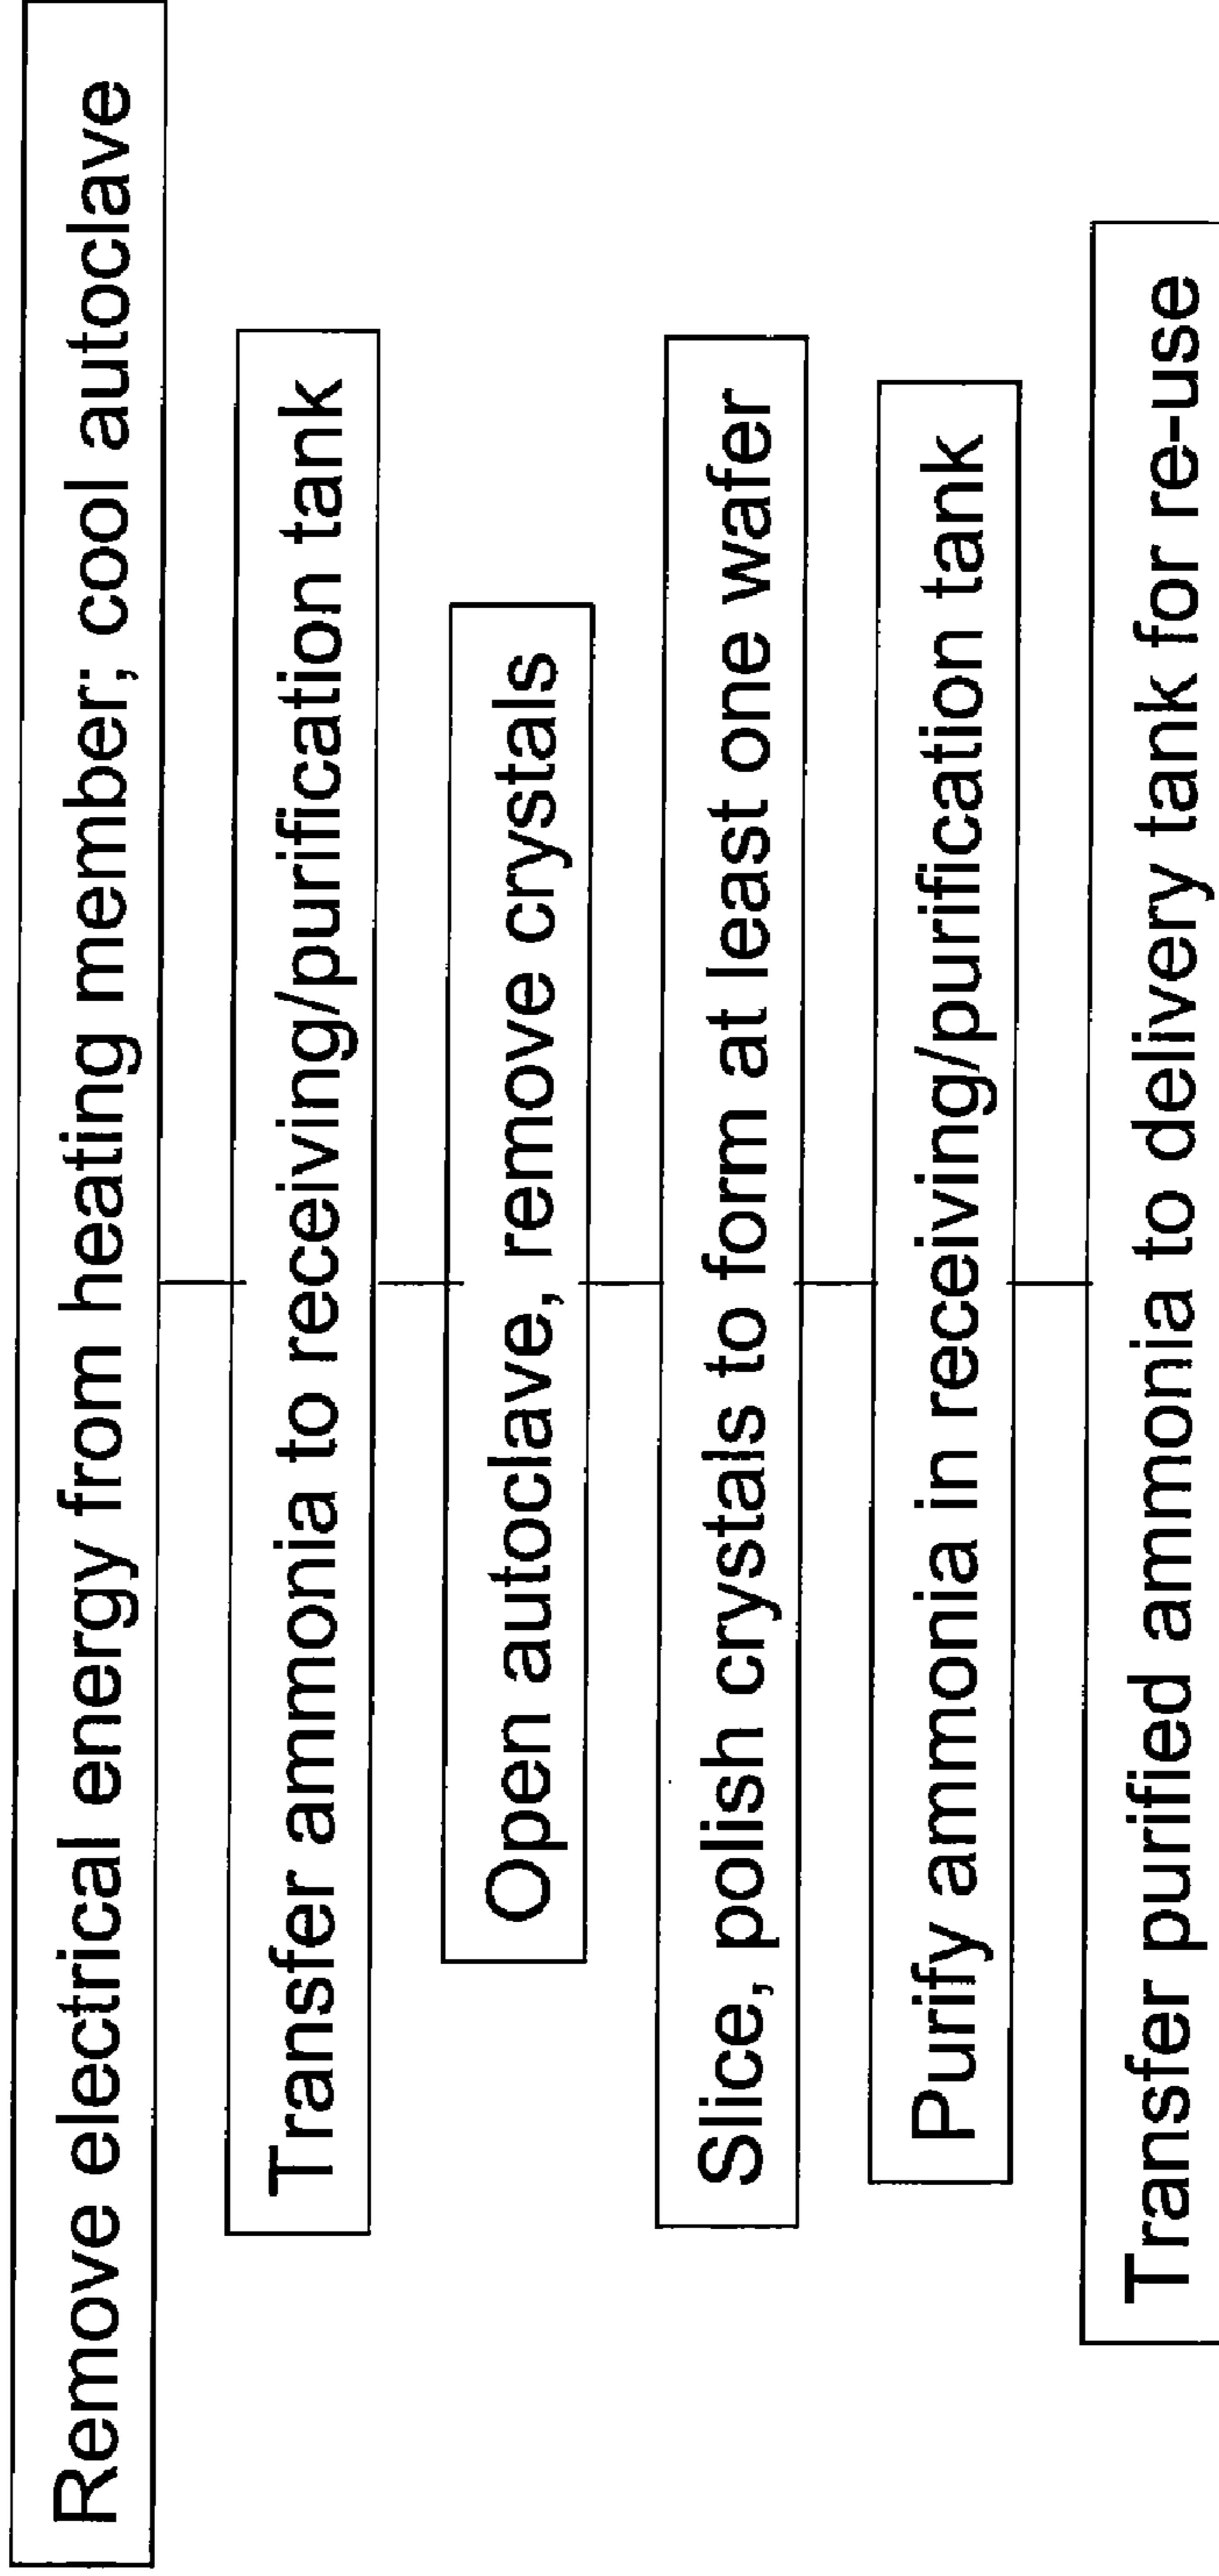 Remove electrical energy from heating member; cool autoclave
Transfer ammonia to receiving/purification tank
Open autoclave, remove crystals
Slice, polish crystals to form at least one wafer
Purify ammonia in receiving/purification tank
Transfer purified ammonia to delivery tank for re-use